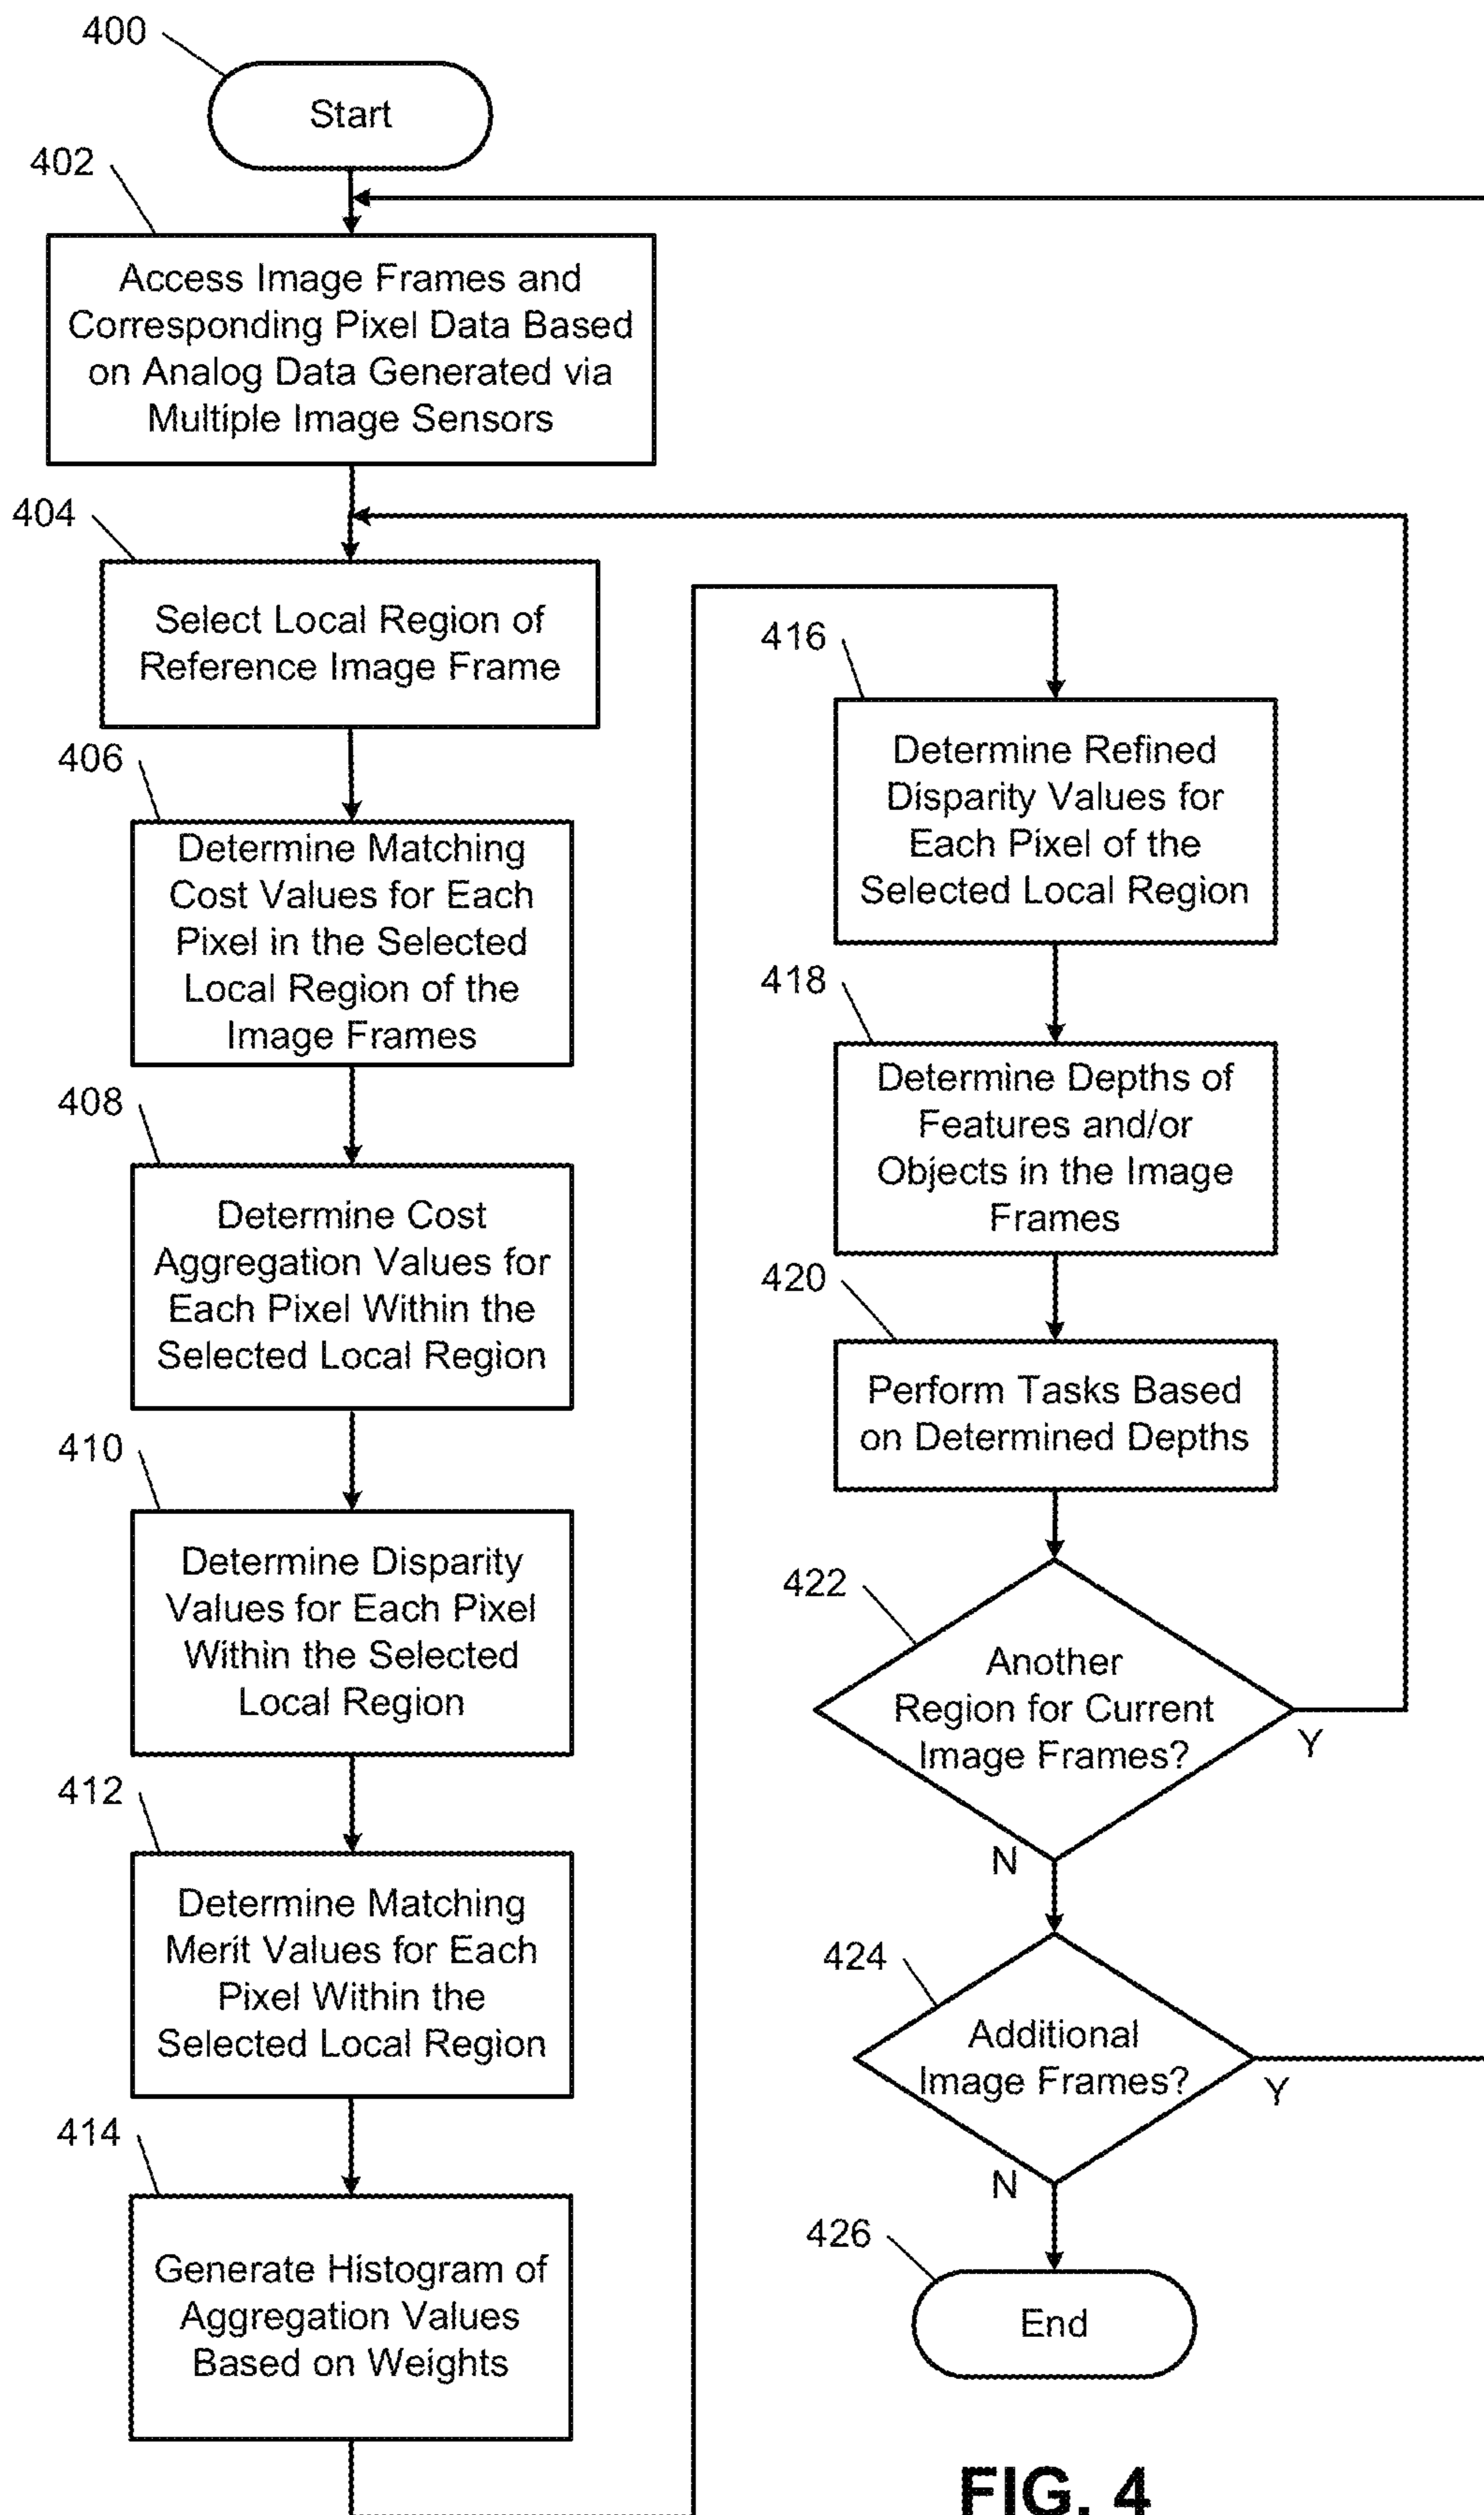 400
Start
402
Access Image Frames and
Corresponding Pixel Data Based
on Analog Data Generated via
Multiple Image Sensors
404
Select Local Region of
Reference Image Frame
406
Determine Matching
Cost Values for Each
Pixel in the Selected
Local Region of the
Image Frames
408
Determine Cost
Aggregation Values for
Each Pixel Within the
Selected Local Region
410
Determine Disparity
Values for Each Pixel
Within the Selected
Local Region
412
Determine Matching
Merit Values for Each
Pixel Within the
Selected Local Region
414
Generate Histogram of
Aggregation Values
Based on Weights
416
Determine Refined
Disparity Values for
Each Pixel of the
Selected Local Region
418
Determine Depths of
Features and/or
Objects in the Image
Frames
420
Perform Tasks Based
on Determined Depths
422
Another
Region for Current
Image Frames?
Y
N
424
Additional
Image Frames?
Y
N
426
End
FIG. 4